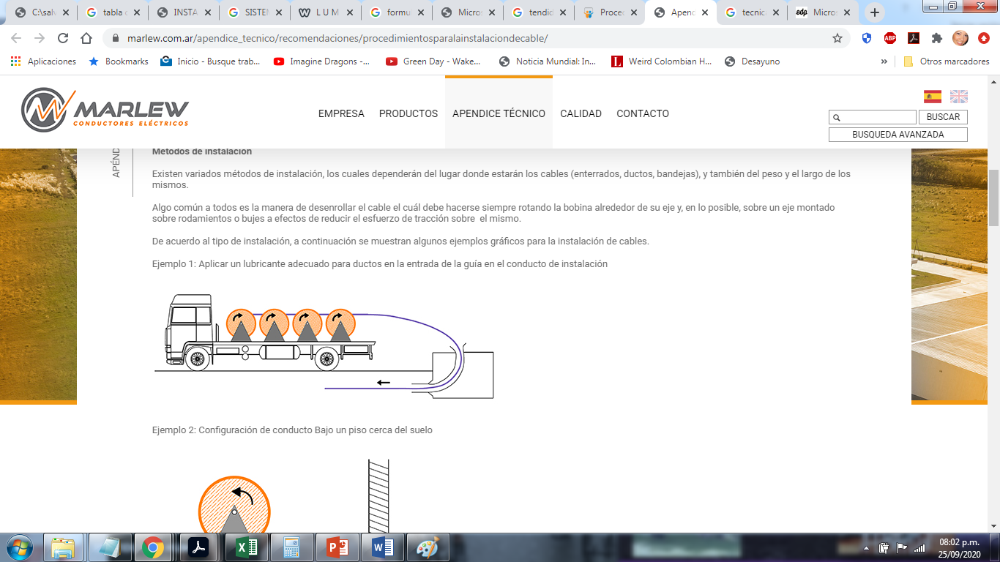 C:\salv
tabla c
INSTA
SISTEM
L U M
formu
Micros
tendid
Proced
Apenc
tecnic
Micros
marlew.com.ar/apendice_tecnico/recomendaciones/procedimientosparalainstalaciondecable/
Aplicaciones
Bookmarks
Inicio - Busque trab...
Imagine Dragons -...
Green Day - Wake...
Noticia Mundial: In...
Weird Colombian H...
Desayuno
»
Otros marcadores
MARLEW
CONDUCTORES ELÉCTRICOS
EMPRESA
PRODUCTOS
APENDICE TÉCNICO
CALIDAD
CONTACTO
BUSCAR
BUSQUEDA AVANZADA
APÉND
Métodos de instalación
Existen variados métodos de instalación, los cuales dependerán del lugar donde estarán los cables (enterrados, ductos, bandejas), y también del peso y el largo de los
mismos.
Algo común a todos es la manera de desenrollar el cable el cuál debe hacerse siempre rotando la bobina alrededor de su eje y, en lo posible, sobre un eje montado
sobre rodamientos o bujes a efectos de reducir el esfuerzo de tracción sobre el mismo.
De acuerdo al tipo de instalación, a continuación se muestran algunos ejemplos gráficos para la instalación de cables.
Ejemplo 1: Aplicar un lubricante adecuado para ductos en la entrada de la guía en el conducto de instalación
Ejemplo 2: Configuración de conducto Bajo un piso cerca del suelo
08:02 p.m.
25/09/2020